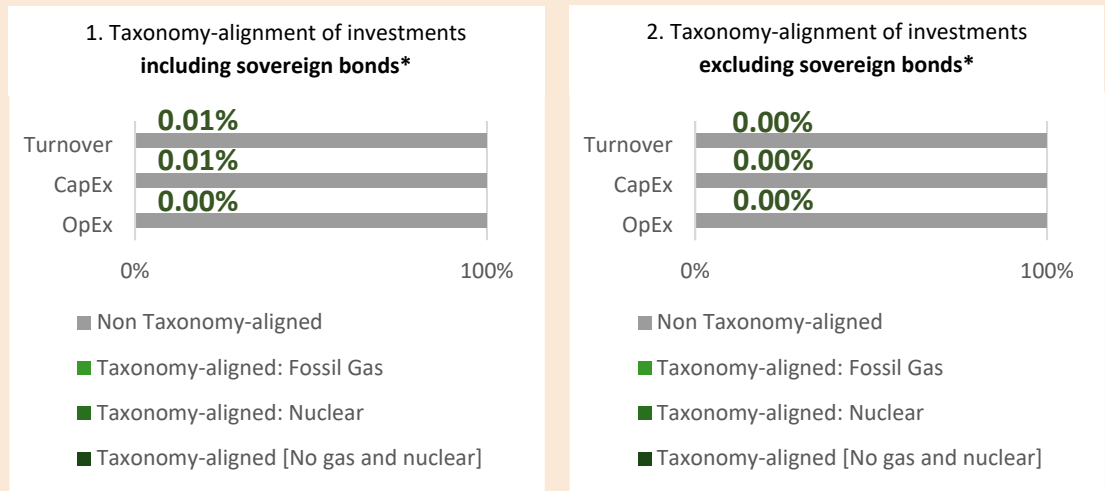 1. Taxonomy-alignment of investments
including sovereign bonds*
0.01%
Turnover
0.01%
CapEx
0.00%
OpEx
0%
100%
Non Taxonomy-aligned
Taxonomy-aligned: Fossil Gas
Taxonomy-aligned: Nuclear
Taxonomy-aligned [No gas and nuclear]
2. Taxonomy-alignment of investments
excluding sovereign bonds*
0.00%
Turnover
0.00%
CapEx
0.00%
OpEx
0%
100%
Non Taxonomy-aligned
Taxonomy-aligned: Fossil Gas
Taxonomy-aligned: Nuclear
Taxonomy-aligned [No gas and nuclear]